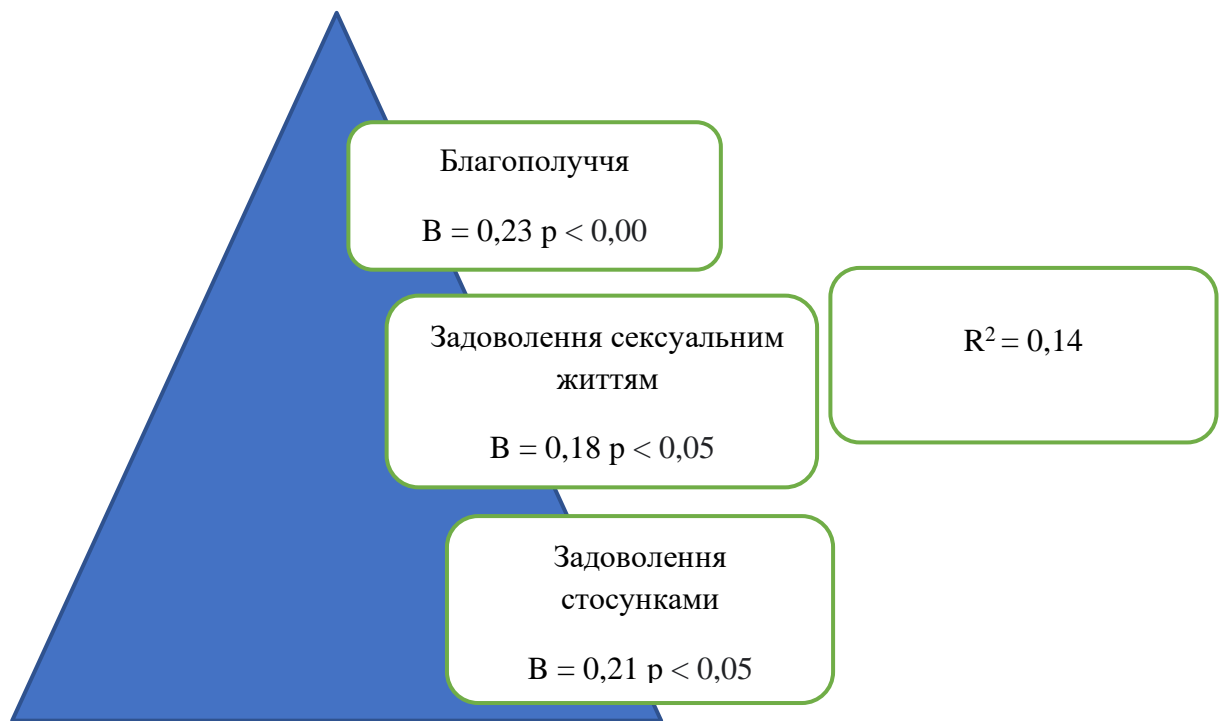 Благополуччя
B = 0,23 p < 0,00
Задоволення сексуальним
життям
B = 0,18 p < 0,05
R² = 0,14
Задоволення
стосунками
B = 0,21 p < 0,05